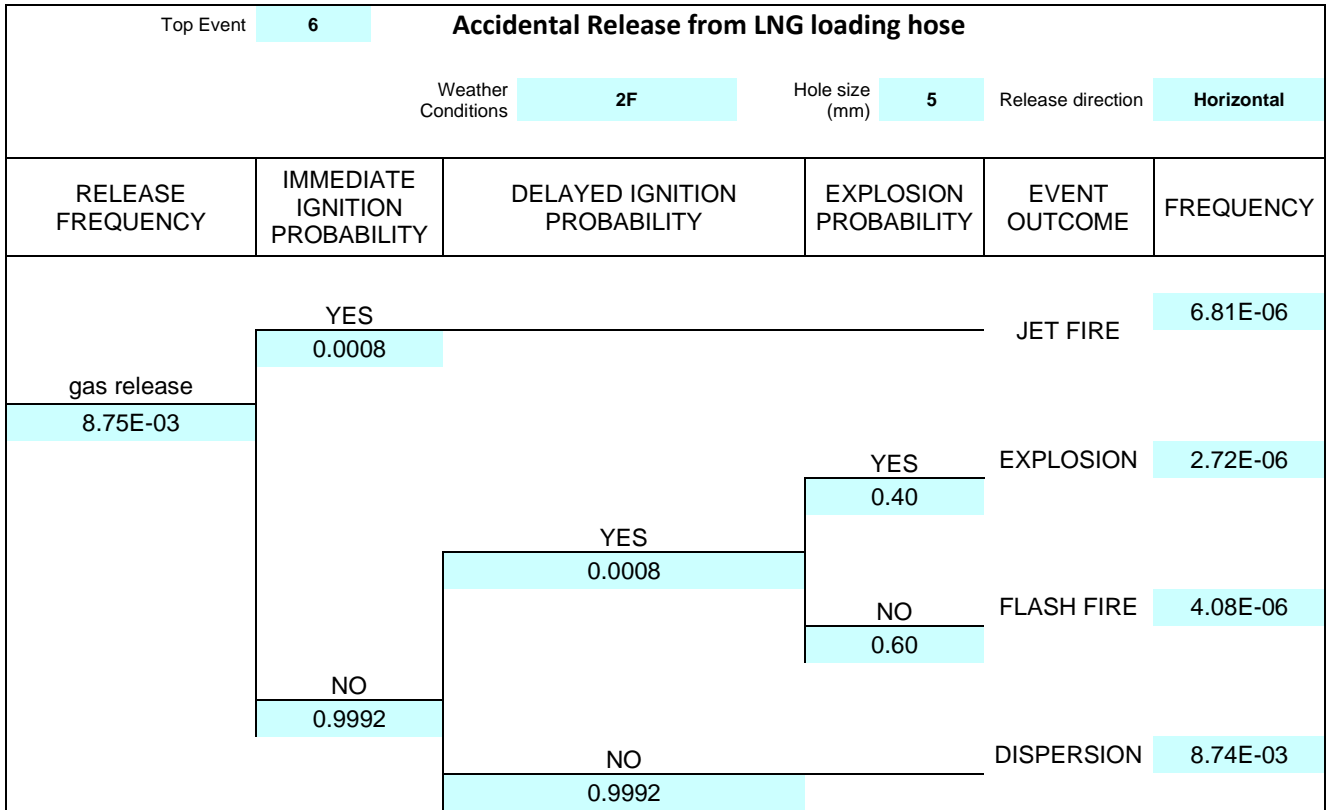 Top Event 6 Accidental Release from LNG loading hose
Weather
Conditions 2F Hole size
(mm) 5 Release direction Horizontal
RELEASE
FREQUENCY
IMMEDIATE
IGNITION
PROBABILITY
DELAYED IGNITION
PROBABILITY
EXPLOSION
PROBABILITY
EVENT
OUTCOME
FREQUENCY
YES
0.0008
JET FIRE
6.81E-06
gas release
8.75E-03
YES
0.40
EXPLOSION
2.72E-06
YES
0.0008
NO
0.60
FLASH FIRE
4.08E-06
NO
0.9992
NO
0.9992
DISPERSION
8.74E-03